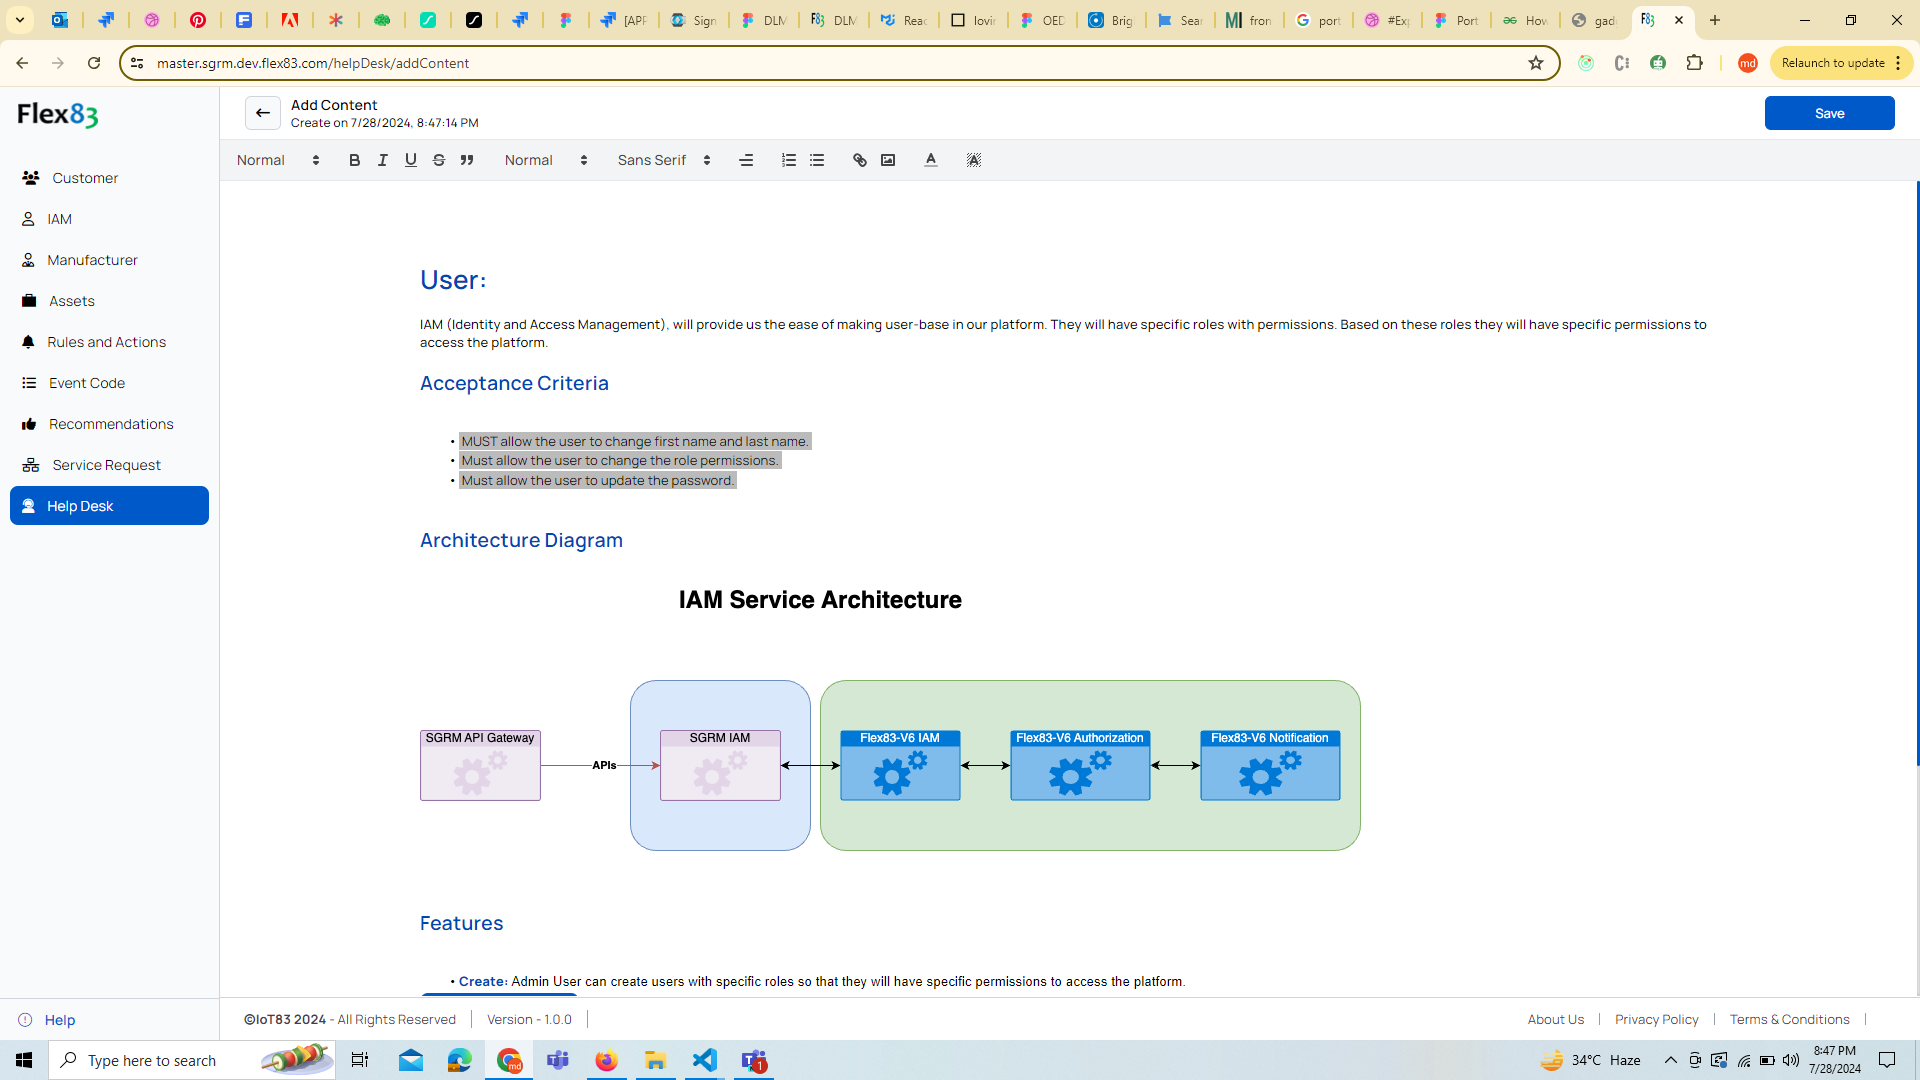 [APP
Sign
DLM
DLM
Reac
lovir
OED
Brig
Sear
fron
port
#Exp
Port
How
gad
master.sgrm.dev.flex83.com/helpDesk/addContent
md
Relaunch to update
Flex83
Add Content
Create on 7/28/2024, 8:47:14 PM
Save
Normal
B I U S
Normal
Sans Serif
A
A
Customer
IAM
Manufacturer
Assets
Rules and Actions
Event Code
Recommendations
Service Request
Help Desk
User:
IAM (Identity and Access Management), will provide us the ease of making user-base in our platform. They will have specific roles with permissions. Based on these roles they will have specific permissions to
access the platform.
Acceptance Criteria
• MUST allow the user to change first name and last name.
• Must allow the user to change the role permissions.
• Must allow the user to update the password.
Architecture Diagram
IAM Service Architecture
SGRM API Gateway
APIs
SGRM IAM
Flex83-V6 IAM
Flex83-V6 Authorization
Flex83-V6 Notification
Features
• Create: Admin User can create users with specific roles so that they will have specific permissions to access the platform.
Help
©IoT83 2024 - All Rights Reserved
Version - 1.0.0
About Us
Privacy Policy
Terms & Conditions
Type here to search
md
1
34°C Haze
8:47 PM
7/28/2024